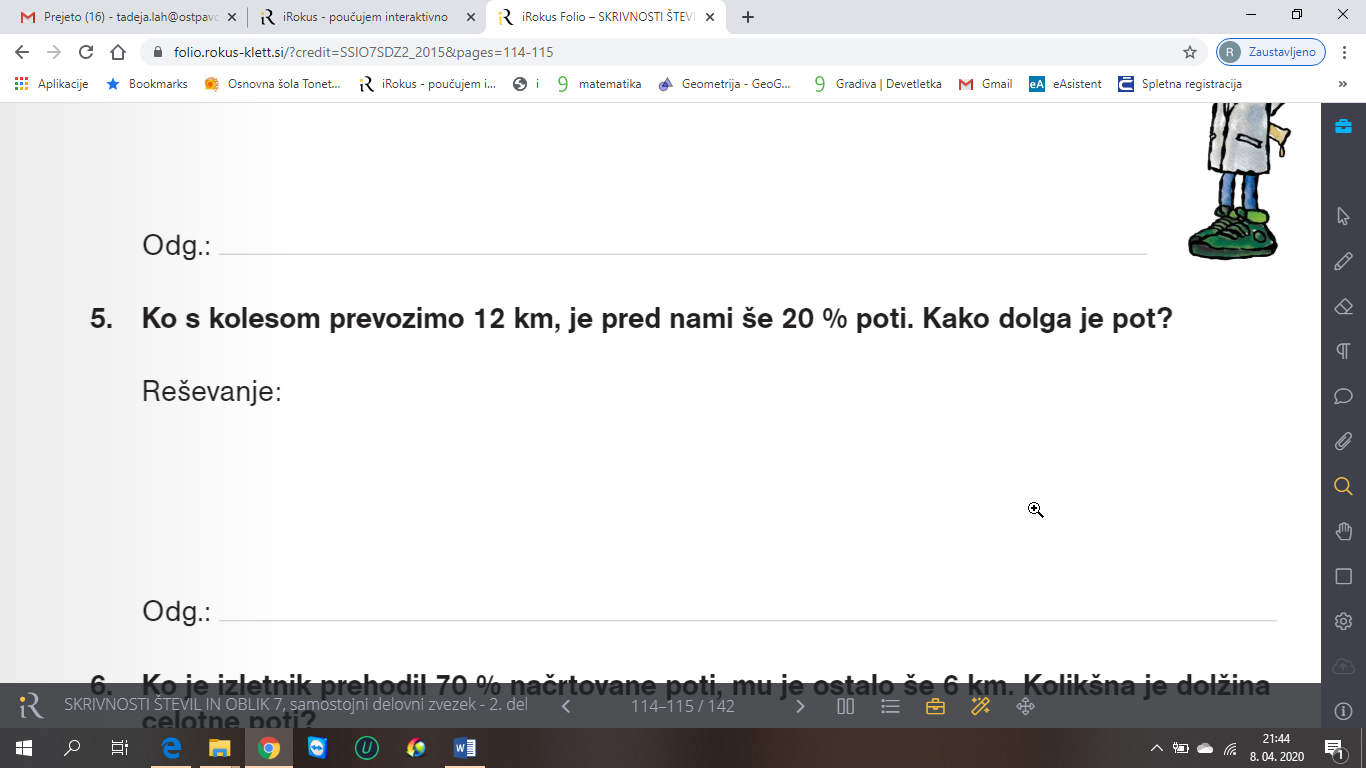 Prejeto (16) - tadeja.lah@ostpavc
iRokus - poučujem interaktivno
iRokus Folio – SKRIVNOSTI ŠTEVI
folio.rokus-klett.si/?credit=SSIO7SDZ2_2015&pages=114-115
R Zaustavljeno
Aplikacije
Bookmarks
Osnovna šola Tonet...
iRokus - poučujem i...
i
matematika
Geometrija - GeoG...
Gradiva | Devetletka
Gmail
eA eAsistent
Spletna registracija
»
Odg.:
5. Ko s kolesom prevozimo 12 km, je pred nami še 20 % poti. Kako dolga je pot?
Reševanje:
Odg.:
6. Ko je izletnik prehodil 70 % načrtovane poti, mu je ostalo še 6 km. Kolikšna je dolžina
celotne poti?
iR SKRIVNOSTI ŠTEVIL IN OBLIK 7, samostojni delovni zvezek - 2. del
114–115 / 142
21:44
8. 04. 2020
1